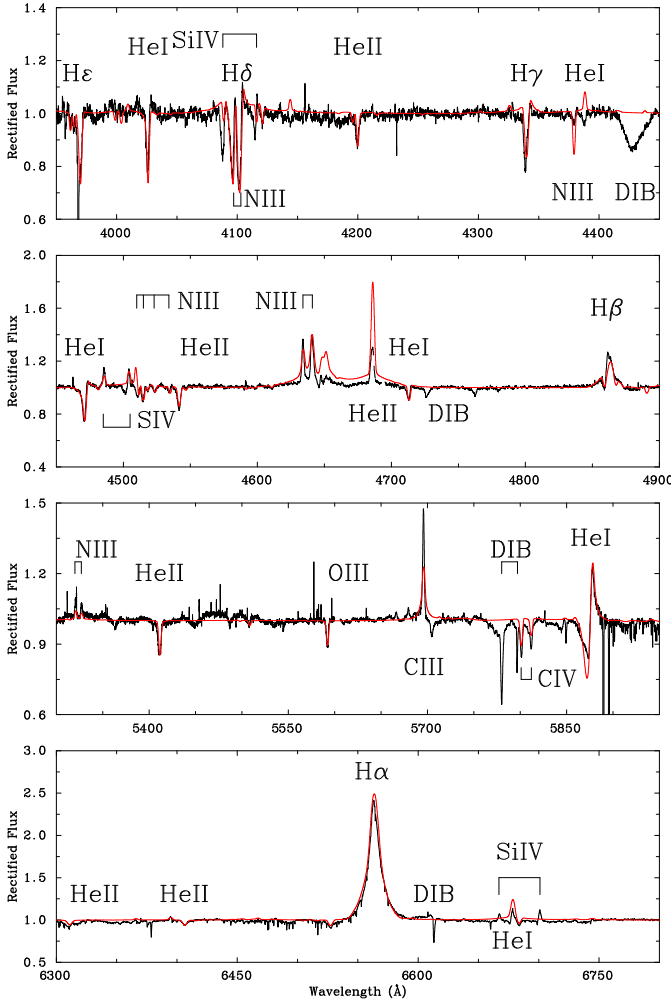 1.4
1.2
1.0
0.8
0.6
Rectified Flux
Hε
HeI
SiIV
Hδ
HeII
Hγ
HeI
NIII
NIII
DIB
4000
4100
4200
4300
4400
2.0
1.6
1.2
0.8
0.4
Rectified Flux
NIII
NIII
HeI
HeII
HeI
Hβ
SIV
HeII
DIB
4500
4600
4700
4800
4900
1.5
1.2
0.9
0.6
Rectified Flux
NIII
HeII
OIII
DIB
HeI
CIII
CIV
5400
5550
5700
5850
3.0
2.5
2.0
1.5
1.0
0.5
Rectified Flux
Hα
SiIV
HeII
HeII
DIB
HeI
6300
6450
6600
6750
Wavelength (Å)